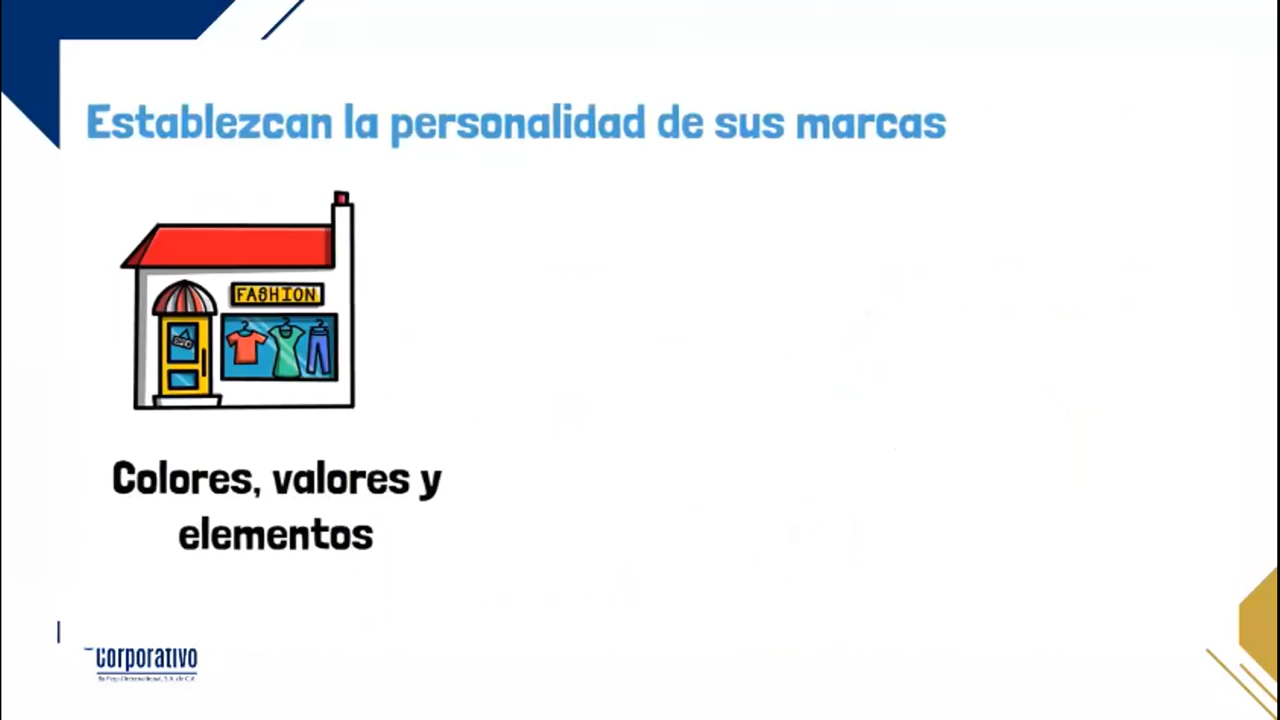 Establezcan la personalidad de sus marcas
FASHION
Colores, valores y
elementos
corporativo